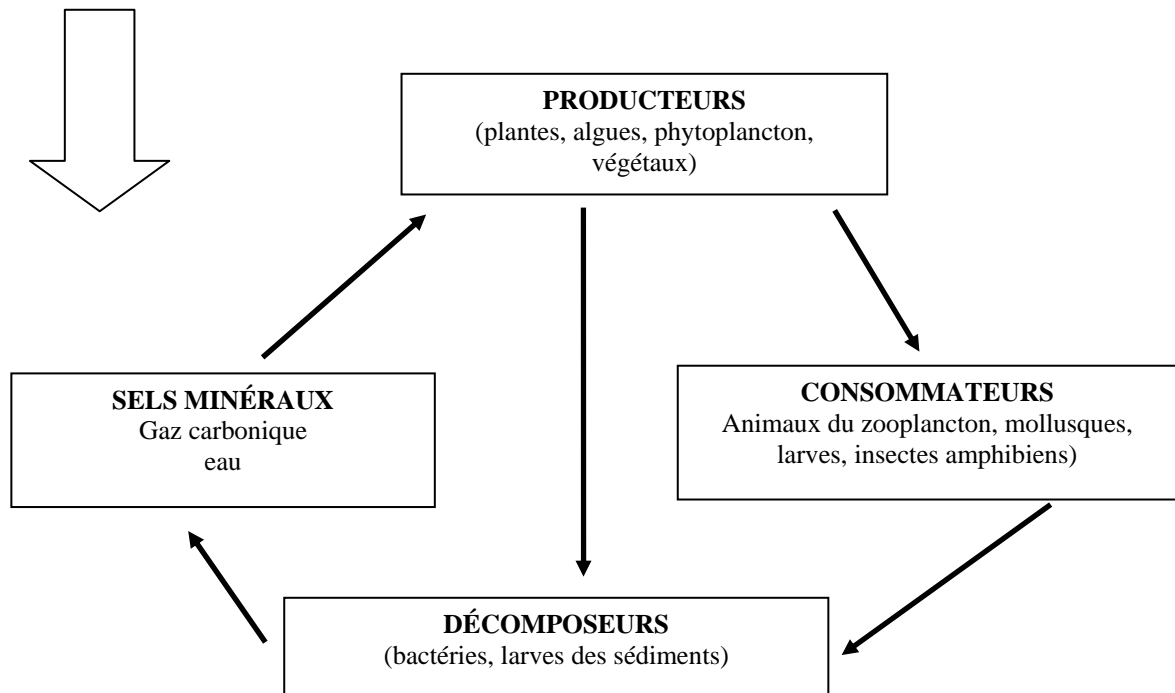 PRODUCTEURS
(plantes, algues, phytoplancton,
végétaux)
SELS MINÉRAUX
Gaz carbonique
eau
CONSOMMATEURS
Animaux du zooplancton, mollusques,
larves, insectes amphibiens)
DÉCOMPOSEURS
(bactéries, larves des sédiments)